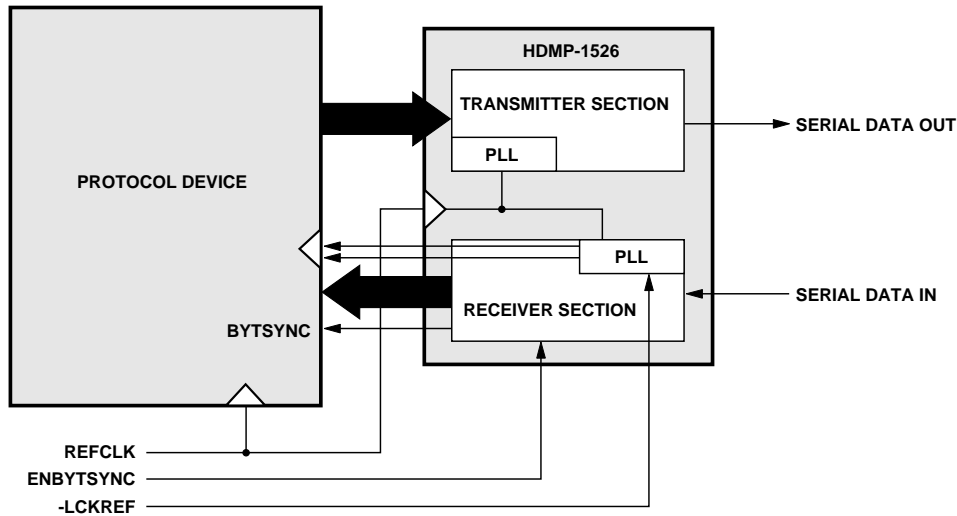 HDMP-1526
TRANSMITTER SECTION
SERIAL DATA OUT
PLL
PROTOCOL DEVICE
PLL
SERIAL DATA IN
RECEIVER SECTION
BYTSYNC
REFCLK
ENBYTSYNC
-LCKREF